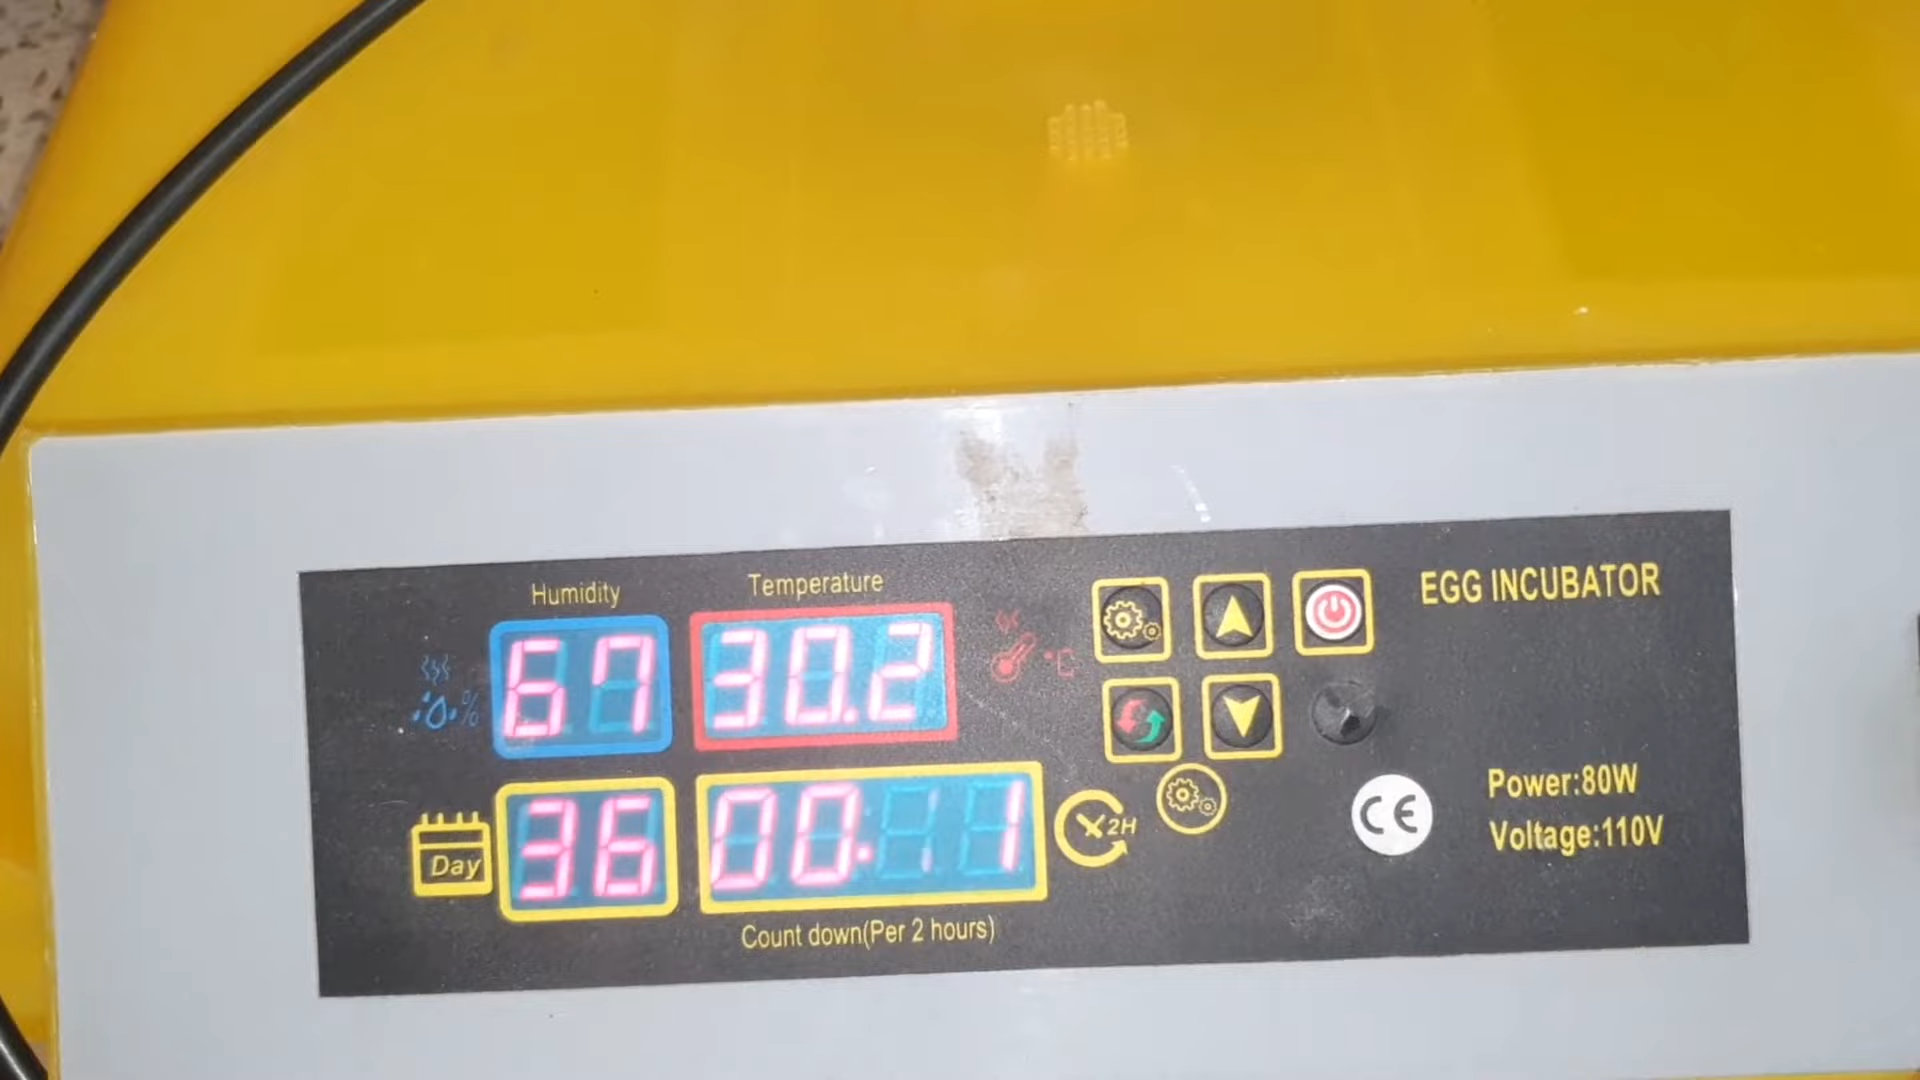 Humidity
Temperature
EGG INCUBATOR
%
67
30.2
°C
Day
36
00:11
2H
CE
Power:80W
Voltage:110V
Count down(Per 2 hours)